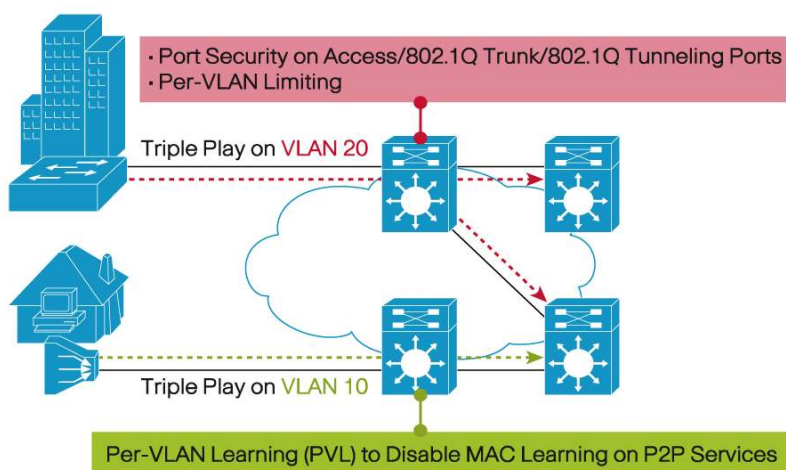 · Port Security on Access/802.1Q Trunk/802.1Q Tunneling Ports
· Per-VLAN Limiting
Triple Play on VLAN 20
Triple Play on VLAN 10
Per-VLAN Learning (PVL) to Disable MAC Learning on P2P Services